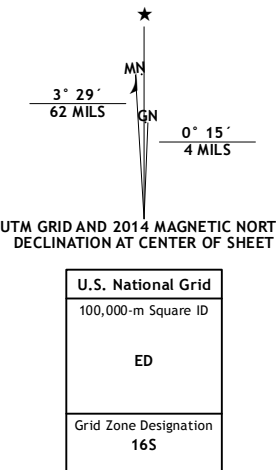 ★
MN
3° 29´
62 MILS
GN
0° 15´
4 MILS
UTM GRID AND 2014 MAGNETIC NORT
DECLINATION AT CENTER OF SHEET
U.S. National Grid
100,000-m Square ID
ED
Grid Zone Designation
16S